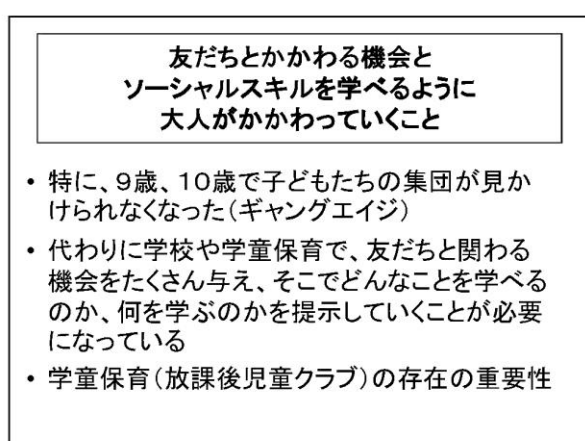 友だちとかかわる機会と
ソーシャルスキルを学べるように
大人がかかわっていくこと
• 特に、9歳、10歳で子どもたちの集団が見か
けられなくなった(ギャングエイジ)
• 代わりに学校や学童保育で、友だちと関わる
機会をたくさん与え、そこでどんなことを学べる
のか、何を学ぶのかを提示していくことが必要
になっている
• 学童保育(放課後児童クラブ)の存在の重要性